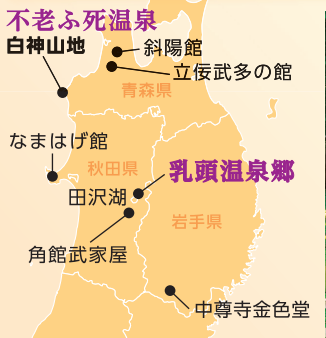 不老ふ死温泉
白神山地
斜陽館
立佞武多の館
青森県
なまはげ館
秋田県
乳頭温泉郷
田沢湖
岩手県
角館武家屋
中尊寺金色堂